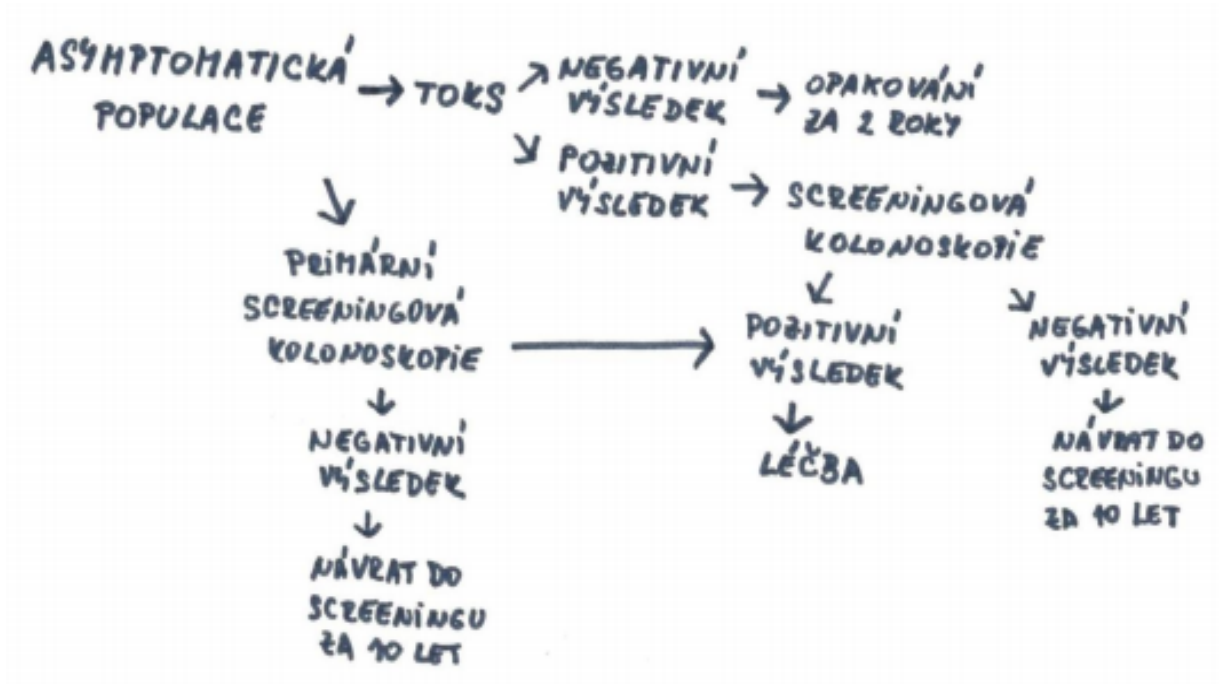 ASYMPTOMATICKÁ
POPULACE
→ TOKS
↗ NEGATIVNÍ
VÝSLEDEK
→ OPAKOVÁNÍ
ZA 2 ROKY
↘ POZITIVNÍ
VÝSLEDEK
→ SCREENINGOVÁ
KOLONOSKOPIE
↙ POZITIVNÍ
VÝSLEDEK
↓
LÉČBA
↘ NEGATIVNÍ
VÝSLEDEK
↓
NÁVRAT DO
SCREENINGU
ZA 10 LET
↘
PRIMÁRNÍ
SCREENINGOVÁ
KOLONOSKOPIE
→
↓
NEGATIVNÍ
VÝSLEDEK
↓
NÁVRAT DO
SCREENINGU
ZA 10 LET